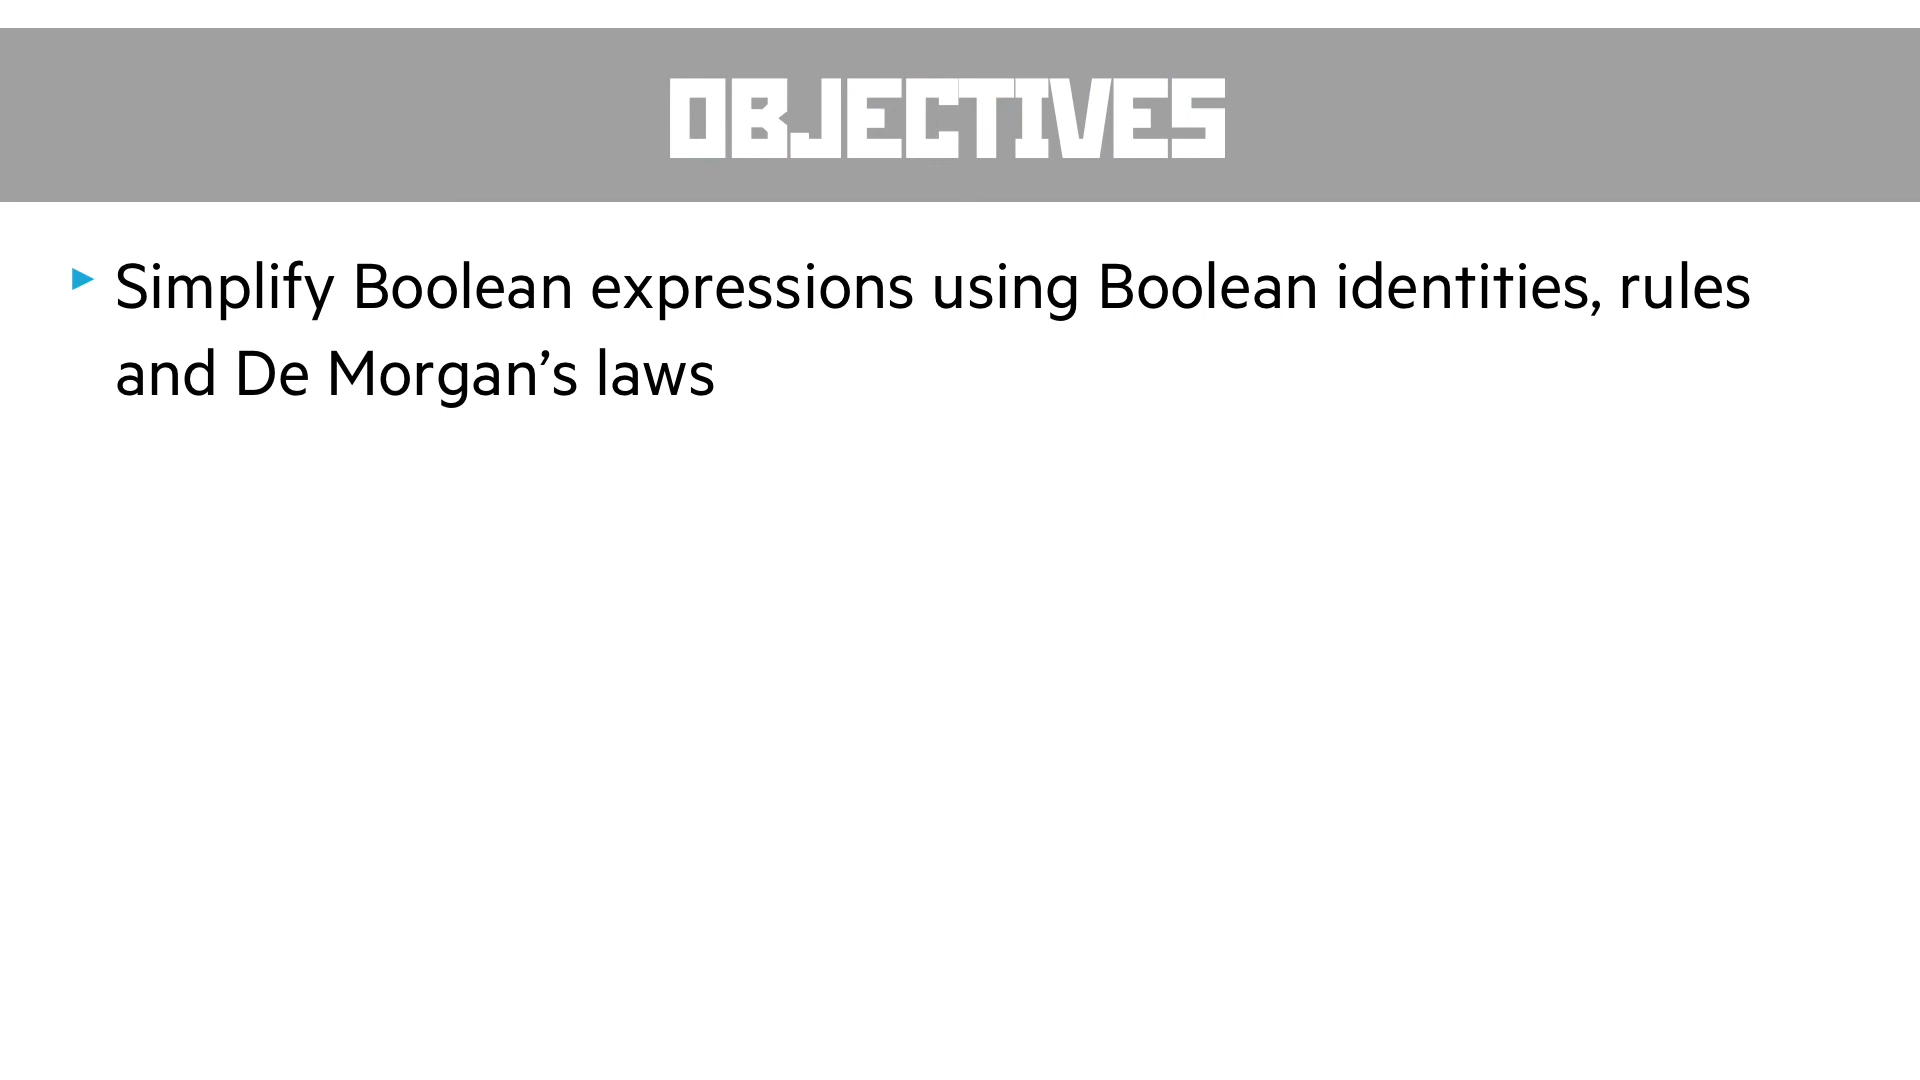 OBJECTIVES
Simplify Boolean expressions using Boolean identities, rules
and De Morgan’s laws